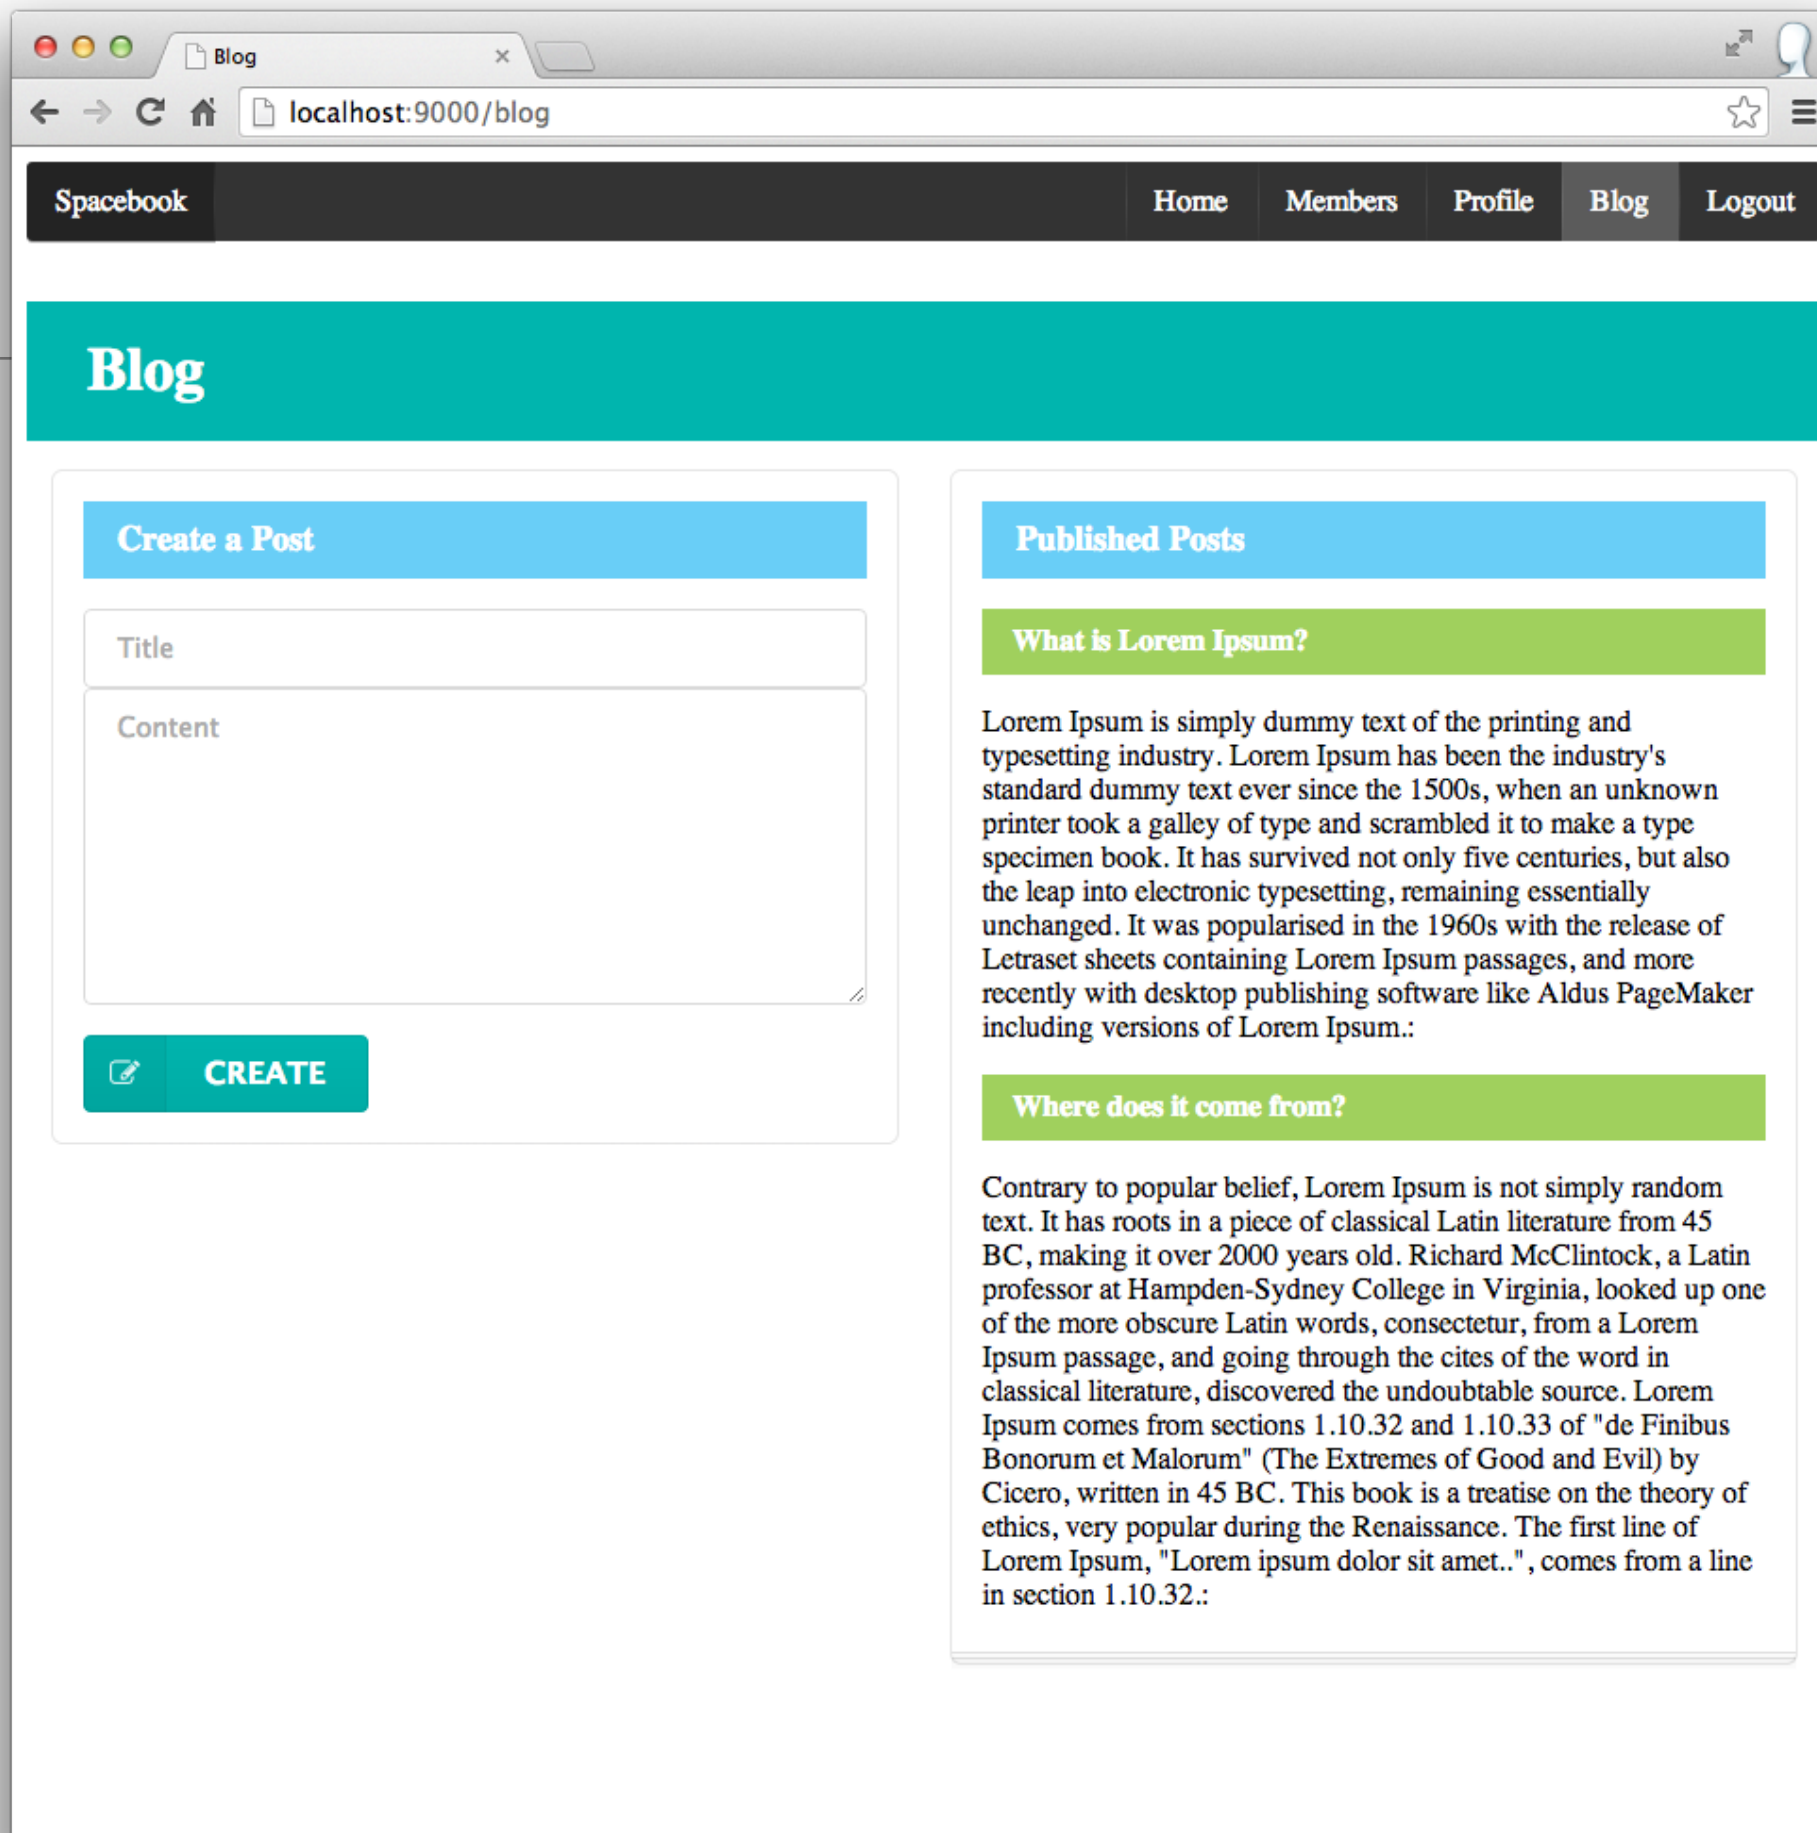 Blog
localhost:9000/blog
Spacebook
Home
Members
Profile
Blog
Logout
Blog
Create a Post
Title
Content
CREATE
Published Posts
What is Lorem Ipsum?
Lorem Ipsum is simply dummy text of the printing and
typesetting industry. Lorem Ipsum has been the industry's
standard dummy text ever since the 1500s, when an unknown
printer took a galley of type and scrambled it to make a type
specimen book. It has survived not only five centuries, but also
the leap into electronic typesetting, remaining essentially
unchanged. It was popularised in the 1960s with the release of
Letraset sheets containing Lorem Ipsum passages, and more
recently with desktop publishing software like Aldus PageMaker
including versions of Lorem Ipsum.:
Where does it come from?
Contrary to popular belief, Lorem Ipsum is not simply random
text. It has roots in a piece of classical Latin literature from 45
BC, making it over 2000 years old. Richard McClintock, a Latin
professor at Hampden-Sydney College in Virginia, looked up one
of the more obscure Latin words, consectetur, from a Lorem
Ipsum passage, and going through the cites of the word in
classical literature, discovered the undoubtable source. Lorem
Ipsum comes from sections 1.10.32 and 1.10.33 of "de Finibus
Bonorum et Malorum" (The Extremes of Good and Evil) by
Cicero, written in 45 BC. This book is a treatise on the theory of
ethics, very popular during the Renaissance. The first line of
Lorem Ipsum, "Lorem ipsum dolor sit amet..", comes from a line
in section 1.10.32.: